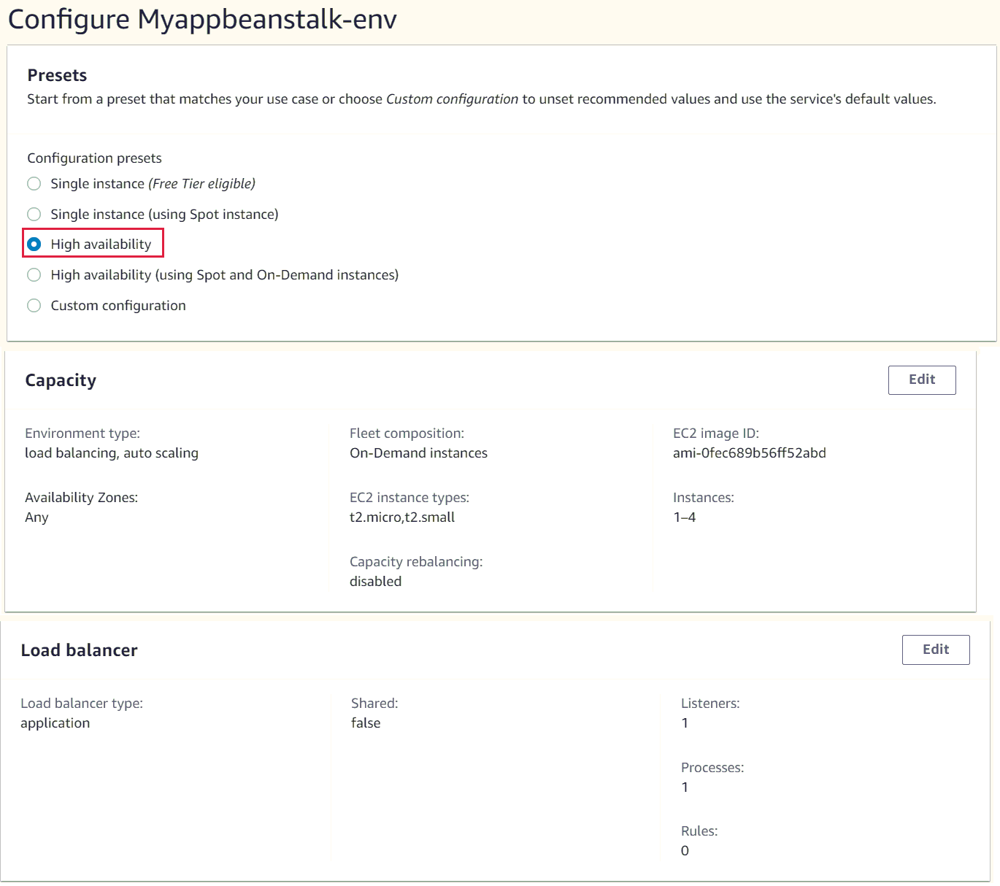 Configure Myappbeanstalk-env
Presets
Start from a preset that matches your use case or choose Custom configuration to unset recommended values and use the service's default values.
Configuration presets
Single instance (Free Tier eligible)
Single instance (using Spot instance)
High availability
High availability (using Spot and On-Demand instances)
Custom configuration
Capacity
Edit
Environment type:
load balancing, auto scaling
Availability Zones:
Any
Fleet composition:
On-Demand instances
EC2 instance types:
t2.micro,t2.small
Capacity rebalancing:
disabled
EC2 image ID:
ami-0fec689b56ff52abd
Instances:
1–4
Load balancer
Edit
Load balancer type:
application
Shared:
false
Listeners:
1
Processes:
1
Rules:
0